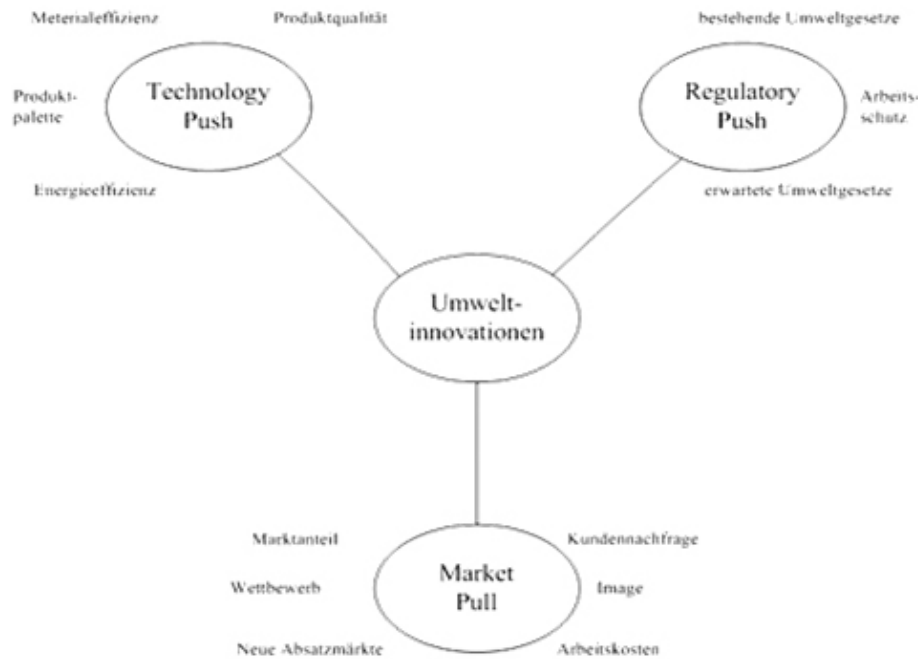 Meterialeffizienz
Produktqualität
bestehende Umweltgesetze
Technology
Push
Regulatory
Push
Produkt-
palette
Arbeits-
schutz
Energieeffizienz
erwartete Umweltgesetze
Umwelt-
innovationen
Marktanteil
Kundennachfrage
Wettbewerb
Market
Pull
Image
Neue Absatzmärkte
Arbeitskosten